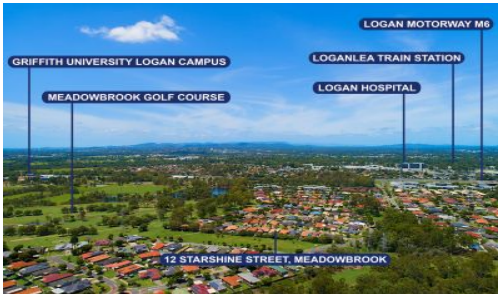 LOGAN MOTORWAY M6
GRIFFITH UNIVERSITY LOGAN CAMPUS
LOGANLEA TRAIN STATION
MEADOWBROOK GOLF COURSE
LOGAN HOSPITAL
12 STARSHINE STREET, MEADOWBROOK